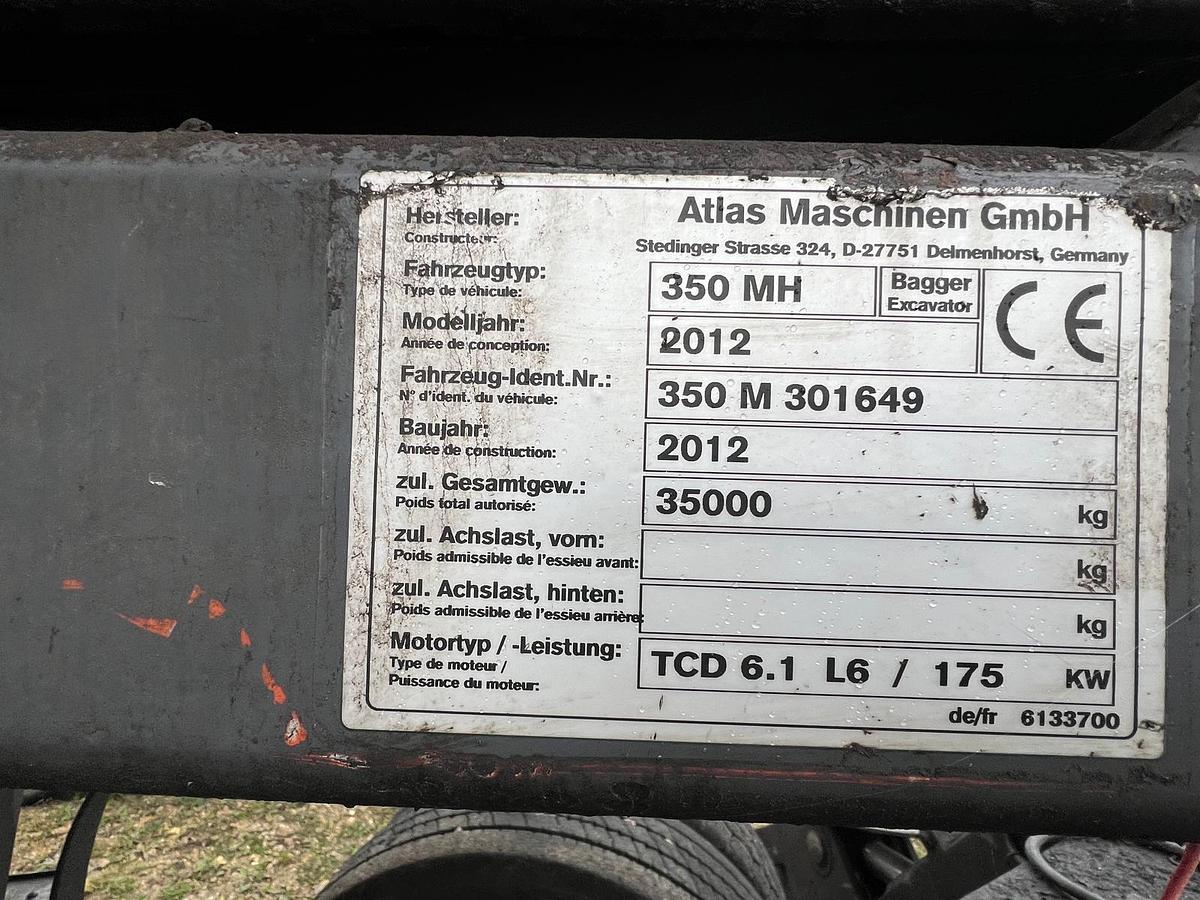 Hersteller:
Constructeur:
Atlas Maschinen GmbH
Stedinger Strasse 324, D-27751 Delmenhorst, Germany
Fahrzeugtyp:
Type de véhicule:
350 MH
Bagger
Excavator
CE
Modelljahr:
Année de conception:
2012
Fahrzeug-Ident.Nr.:
N° d'ident. du véhicule:
350 M 301649
Baujahr:
Année de construction:
2012
zul. Gesamtgew.:
Poids total autorisé:
35000 kg
zul. Achslast, vorn:
Poids admissible de l'essieu avant:
kg
zul. Achslast, hinten:
Poids admissible de l'essieu arrière:
kg
Motortyp / -Leistung:
Type de moteur /
Puissance du moteur:
TCD 6.1 L6 / 175 KW
de/fr 6133700